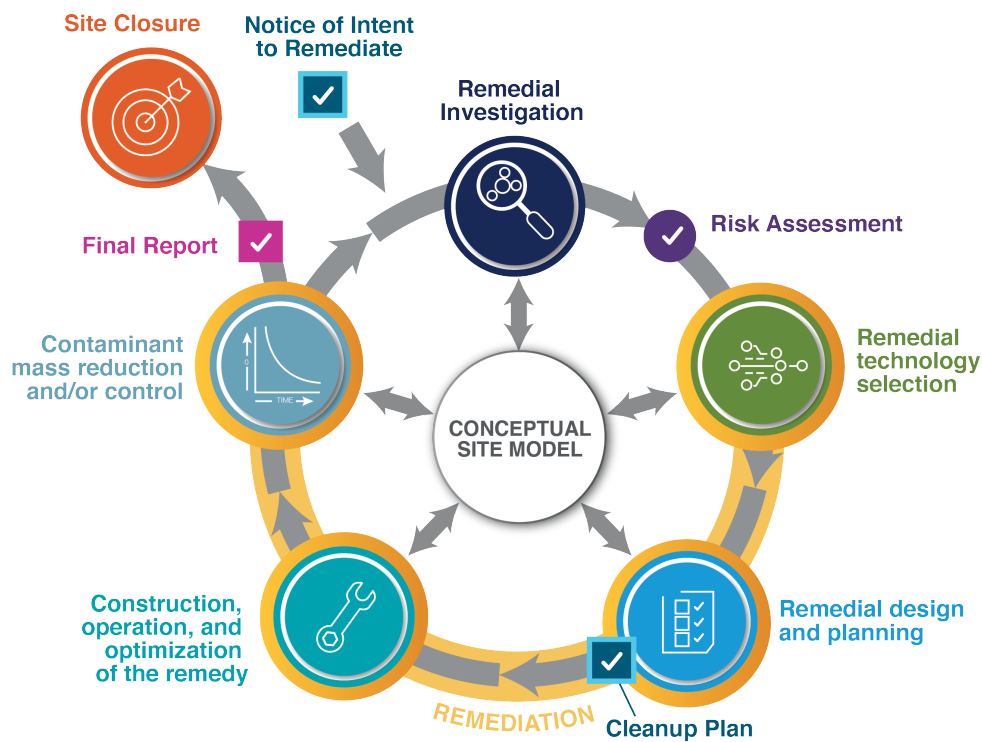 Site Closure
Notice of Intent
to Remediate
Remedial
Investigation
Risk Assessment
Final Report
Contaminant
mass reduction
and/or control
0
TIME
Remedial
technology
selection
CONCEPTUAL
SITE MODEL
Construction,
operation, and
optimization
of the remedy
Remedial design
and planning
REMEDIATION
Cleanup Plan